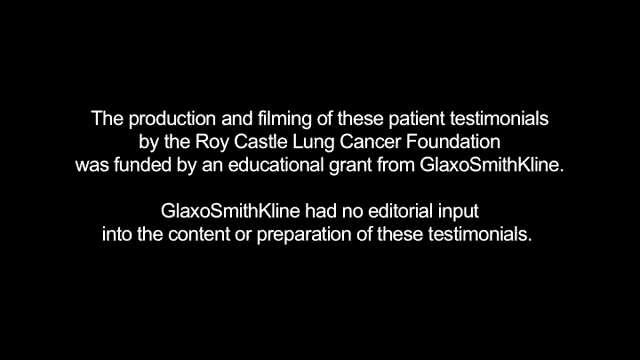 The production and filming of these patient testimonials
by the Roy Castle Lung Cancer Foundation
was funded by an educational grant from GlaxoSmithKline.
GlaxoSmithKline had no editorial input
into the content or preparation of these testimonials.